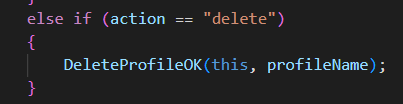 }
else if (action == "delete")
{
    DeleteProfileOK(this, profileName);
}